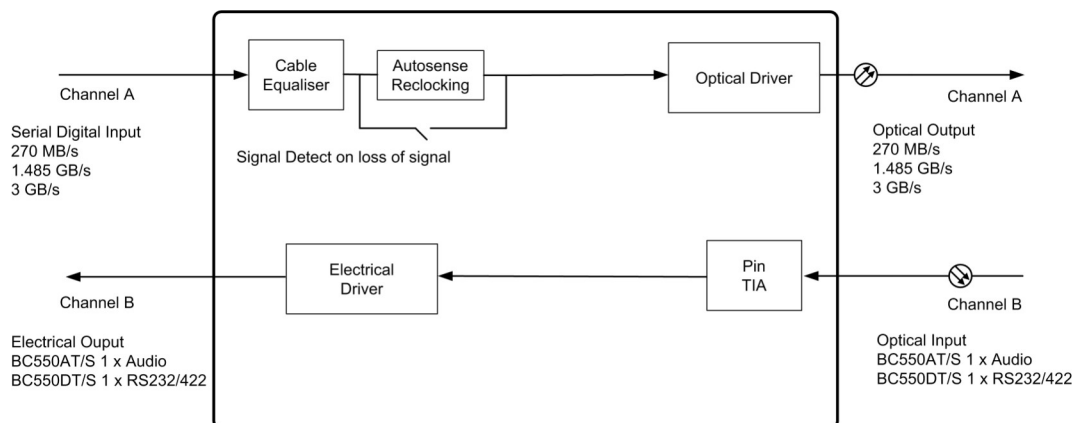 Cable
Equaliser
Autosense
Reclocking
Optical Driver
Channel A
Channel A
Serial Digital Input
270 MB/s
1.485 GB/s
3 GB/s
Signal Detect on loss of signal
Optical Output
270 MB/s
1.485 GB/s
3 GB/s
Electrical
Driver
Pin
TIA
Channel B
Channel B
Electrical Ouput
BC550AT/S 1 x Audio
BC550DT/S 1 x RS232/422
Optical Input
BC550AT/S 1 x Audio
BC550DT/S 1 x RS232/422